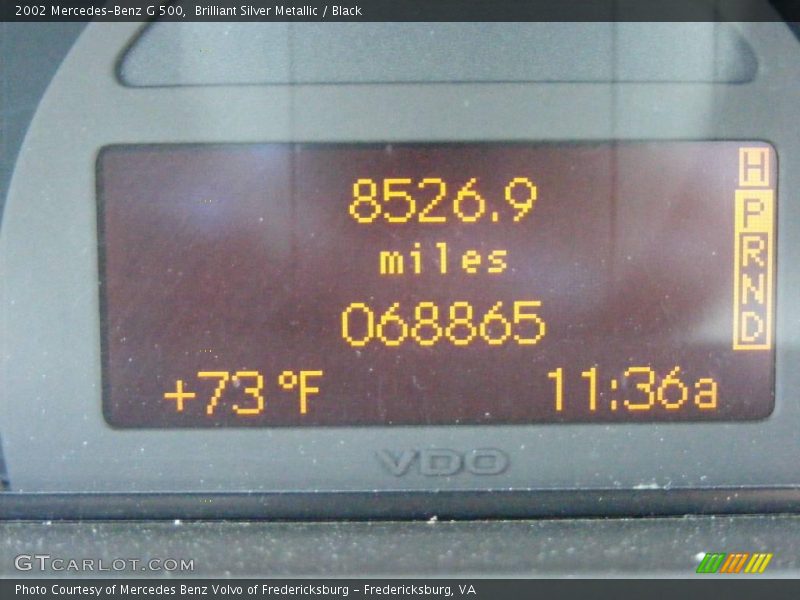 2002 Mercedes-Benz G 500,  Brilliant Silver Metallic / Black
8526.9
miles
068865
+73 °F 11:36a
H
P
R
N
D
VDO
GTCARLOT.COM
Photo Courtesy of Mercedes Benz Volvo of Fredericksburg - Fredericksburg, VA